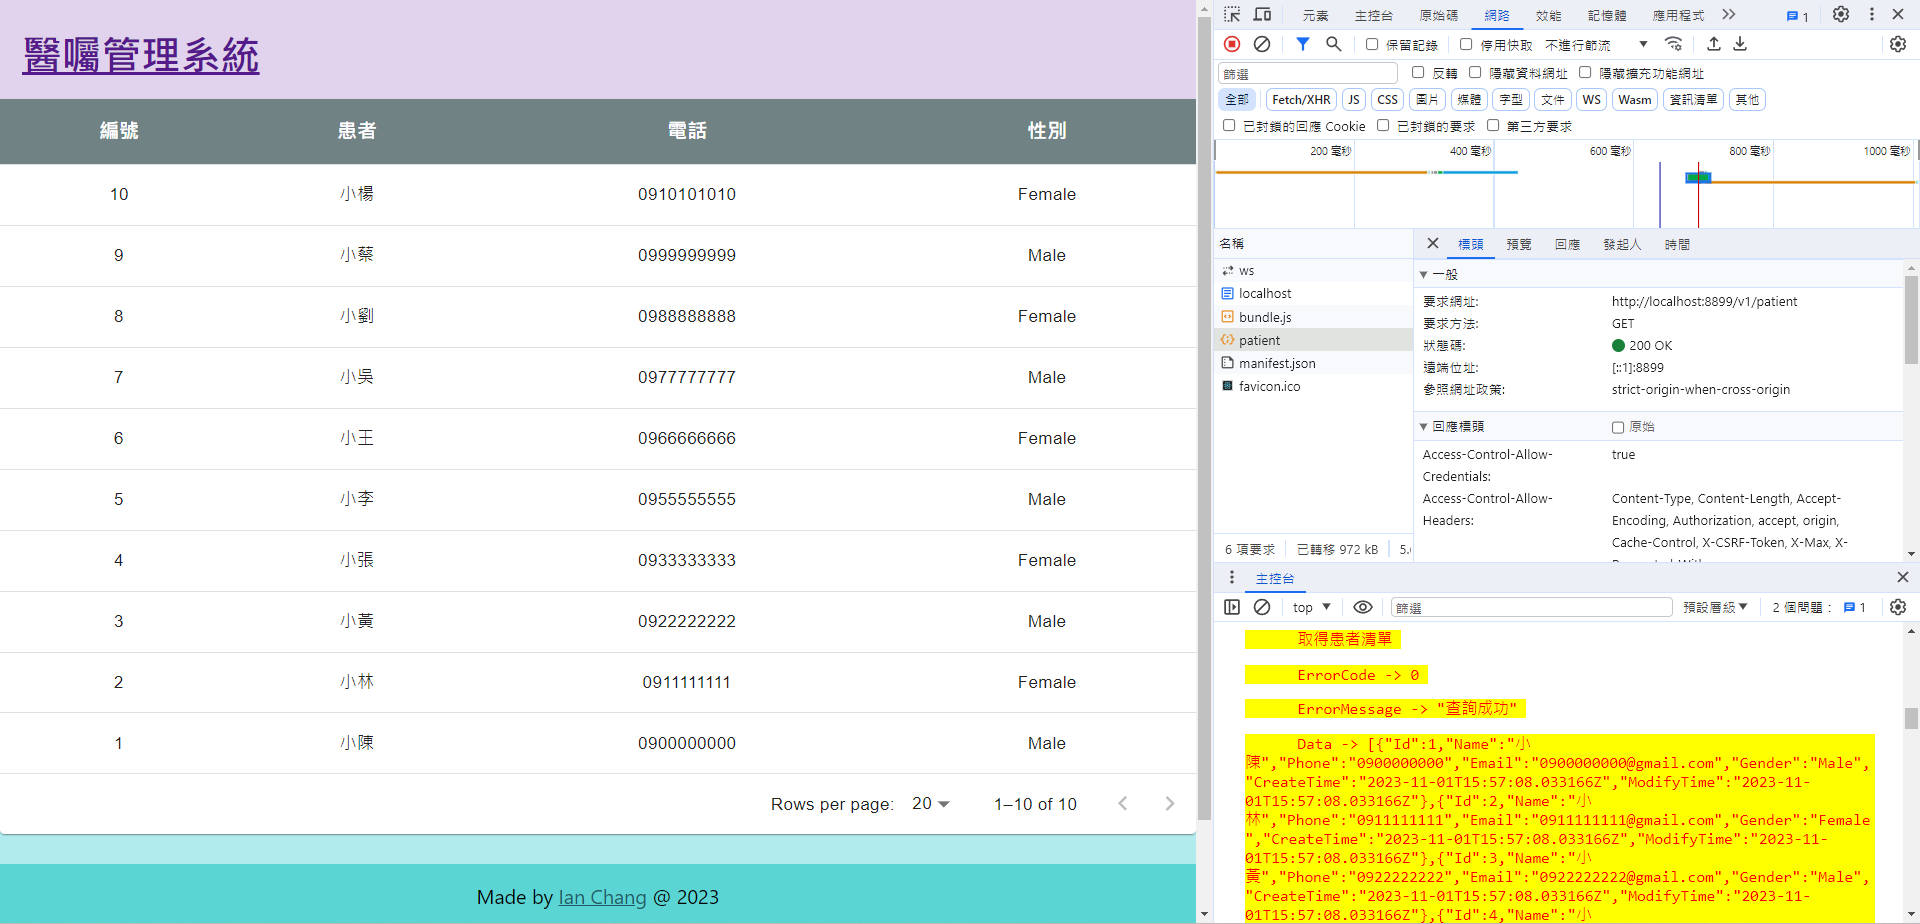 醫囑管理系統
編號 患者 電話 性別
10 小楊 0910101010 Female
9 小蔡 0999999999 Male
8 小劉 0988888888 Female
7 小吳 0977777777 Male
6 小王 0966666666 Female
5 小李 0955555555 Male
4 小張 0933333333 Female
3 小黃 0922222222 Male
2 小林 0911111111 Female
1 小陳 0900000000 Male
Rows per page: 20 1–10 of 10
Made by Ian Chang @ 2023
元素 主控台 原始碼 網路 效能 記憶體 應用程式 1
保留記錄 停用快取 不進行節流
篩選 反轉 隱藏資料網址 隱藏擴充功能網址
全部 Fetch/XHR JS CSS 圖片 媒體 字型 文件 WS Wasm 資訊清單 其他
已封鎖的回應 Cookie 已封鎖的要求 第三方要求
200 毫秒 400 毫秒 600 毫秒 800 毫秒 1000 毫秒
名稱
ws
localhost
bundle.js
patient
manifest.json
favicon.ico
6 項要求 已轉移 972 kB 5.
標頭 預覽 回應 發起人 時間
一般
要求網址: http://localhost:8899/v1/patient
要求方法: GET
狀態碼: 200 OK
遠端位址: [::1]:8899
參照網址政策: strict-origin-when-cross-origin
回應標頭 原始
Access-Control-Allow- true
Credentials:
Access-Control-Allow- Content-Type, Content-Length, Accept-
Headers: Encoding, Authorization, accept, origin,
Cache-Control, X-CSRF-Token, X-Max, X-
主控台
top 篩選 預設層級 2 個問題： 1
取得患者清單
ErrorCode -> 0
ErrorMessage -> "查詢成功"
Data -> [{"Id":1,"Name":"小
陳","Phone":"0900000000","Email":"0900000000@gmail.com","Gender":"Male",
"CreateTime":"2023-11-01T15:57:08.033166Z","ModifyTime":"2023-11-
01T15:57:08.033166Z"},{"Id":2,"Name":"小
林","Phone":"0911111111","Email":"0911111111@gmail.com","Gender":"Female
","CreateTime":"2023-11-01T15:57:08.033166Z","ModifyTime":"2023-11-
01T15:57:08.033166Z"},{"Id":3,"Name":"小
黃","Phone":"0922222222","Email":"0922222222@gmail.com","Gender":"Male",
"CreateTime":"2023-11-01T15:57:08.033166Z","ModifyTime":"2023-11-
01T15:57:08.033166Z"},{"Id":4,"Name":"小